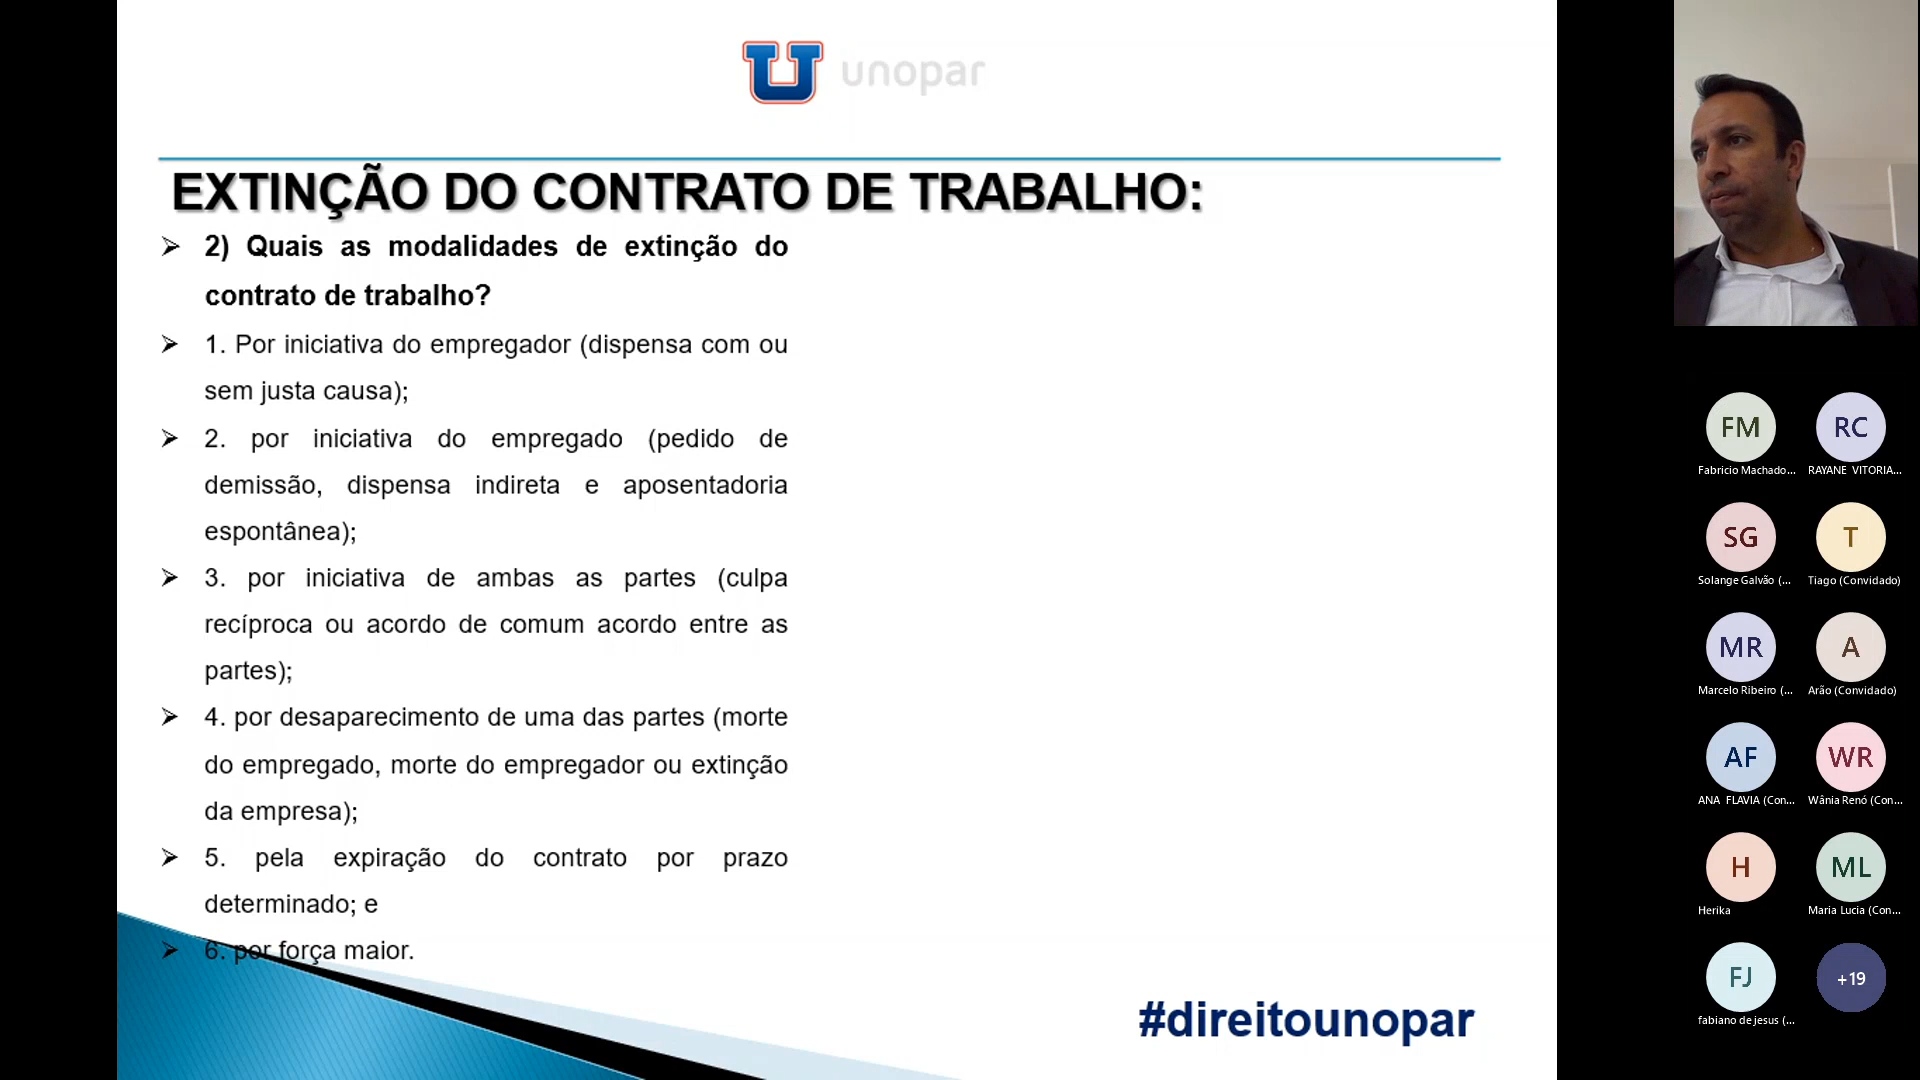 unopar
EXTINÇÃO DO CONTRATO DE TRABALHO:
2) Quais as modalidades de extinção do
contrato de trabalho?
1. Por iniciativa do empregador (dispensa com ou
sem justa causa);
2. por iniciativa do empregado (pedido de
demissão, dispensa indireta e aposentadoria
espontânea);
3. por iniciativa de ambas as partes (culpa
recíproca ou acordo de comum acordo entre as
partes);
4. por desaparecimento de uma das partes (morte
do empregado, morte do empregador ou extinção
da empresa);
5. pela expiração do contrato por prazo
determinado; e
6. por força maior.
#direitounopar
FM RC
Fabricio Machado... RAYANE VITORIA...
SG T
Solange Galvão (... Tiago (Convidado)
MR A
Marcelo Ribeiro (... Arão (Convidado)
AF WR
ANA FLAVIA (Con... Wânia Renó (Con...
H ML
Herika Maria Lucia (Con...
FJ +19
fabiano de jesus (...